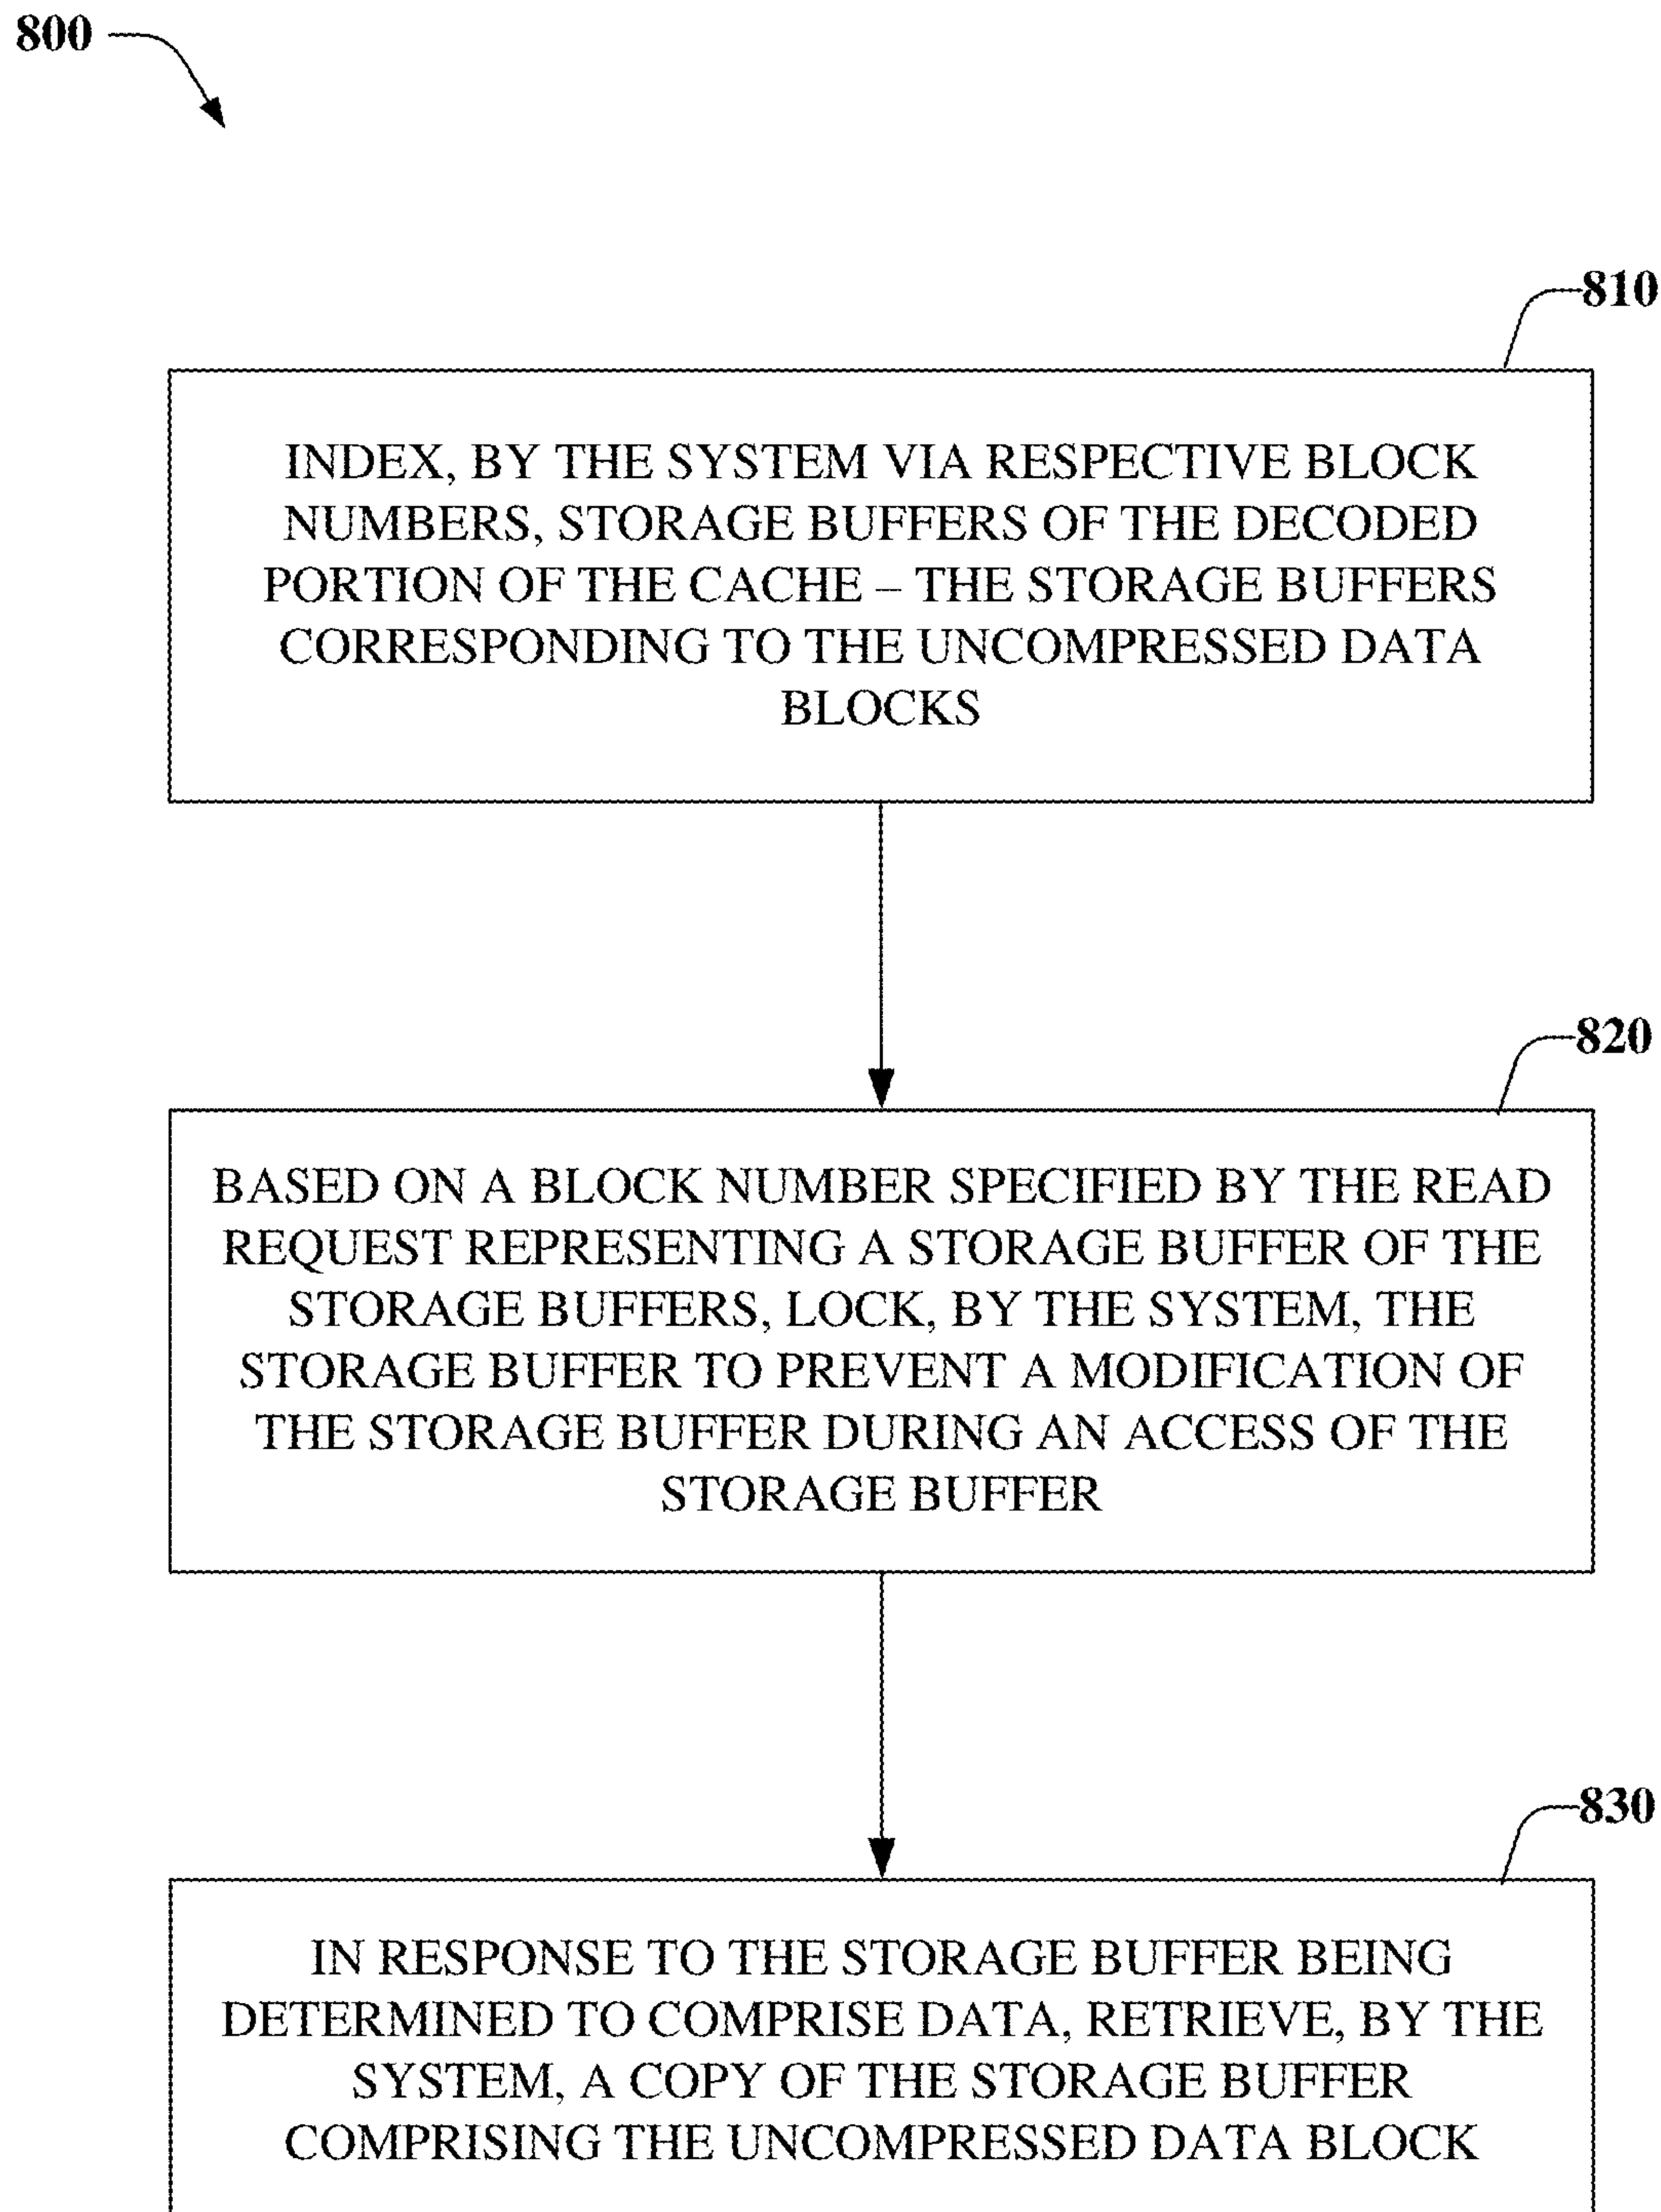 800
810
INDEX, BY THE SYSTEM VIA RESPECTIVE BLOCK
NUMBERS, STORAGE BUFFERS OF THE DECODED
PORTION OF THE CACHE – THE STORAGE BUFFERS
CORRESPONDING TO THE UNCOMPRESSED DATA
BLOCKS
820
BASED ON A BLOCK NUMBER SPECIFIED BY THE READ
REQUEST REPRESENTING A STORAGE BUFFER OF THE
STORAGE BUFFERS, LOCK, BY THE SYSTEM, THE
STORAGE BUFFER TO PREVENT A MODIFICATION OF
THE STORAGE BUFFER DURING AN ACCESS OF THE
STORAGE BUFFER
830
IN RESPONSE TO THE STORAGE BUFFER BEING
DETERMINED TO COMPRISE DATA, RETRIEVE, BY THE
SYSTEM, A COPY OF THE STORAGE BUFFER
COMPRISING THE UNCOMPRESSED DATA BLOCK